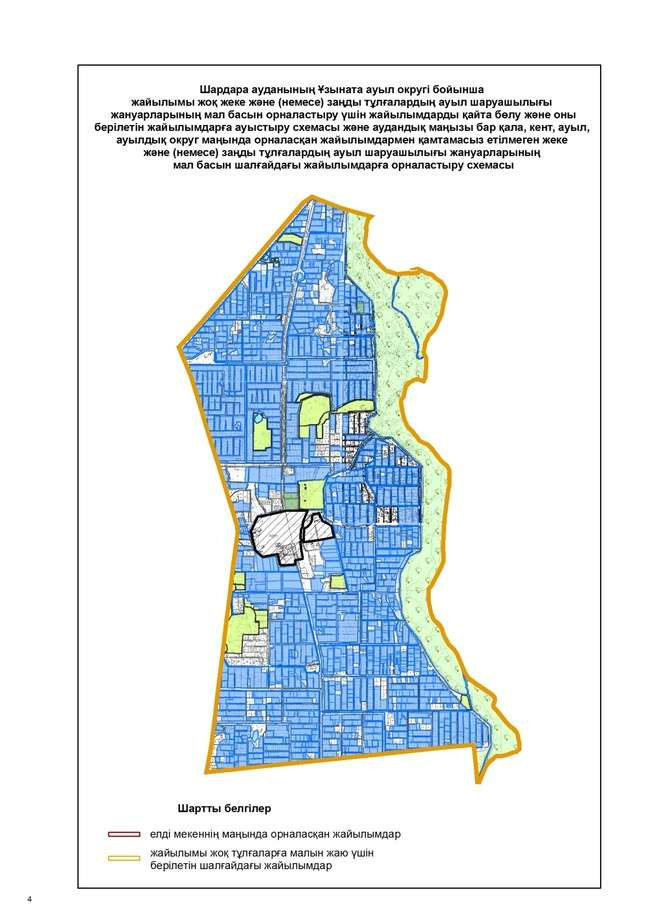 Шардара ауданының Ұзыната ауыл округі бойынша
жайылымы жоқ жеке және (немесе) заңды тұлғалардың ауыл шаруашылығы
жануарларының мал басын орналастыру үшін жайылымдарды қайта бөлу және оны
берілетін жайылымдарға ауыстыру схемасы және аудандық маңызы бар қала, кент, ауыл,
ауылдық округ маңында орналасқан жайылымдармен қамтамасыз етілмеген жеке
және (немесе) заңды тұлғалардың ауыл шаруашылығы жануарларының
мал басын шалғайдағы жайылымдарға орналастыру схемасы
Шартты белгілер
елді мекеннің маңында орналасқан жайылымдар
жайылымы жоқ тұлғаларға малын жаю үшін
берілетін шалғайдағы жайылымдар
4